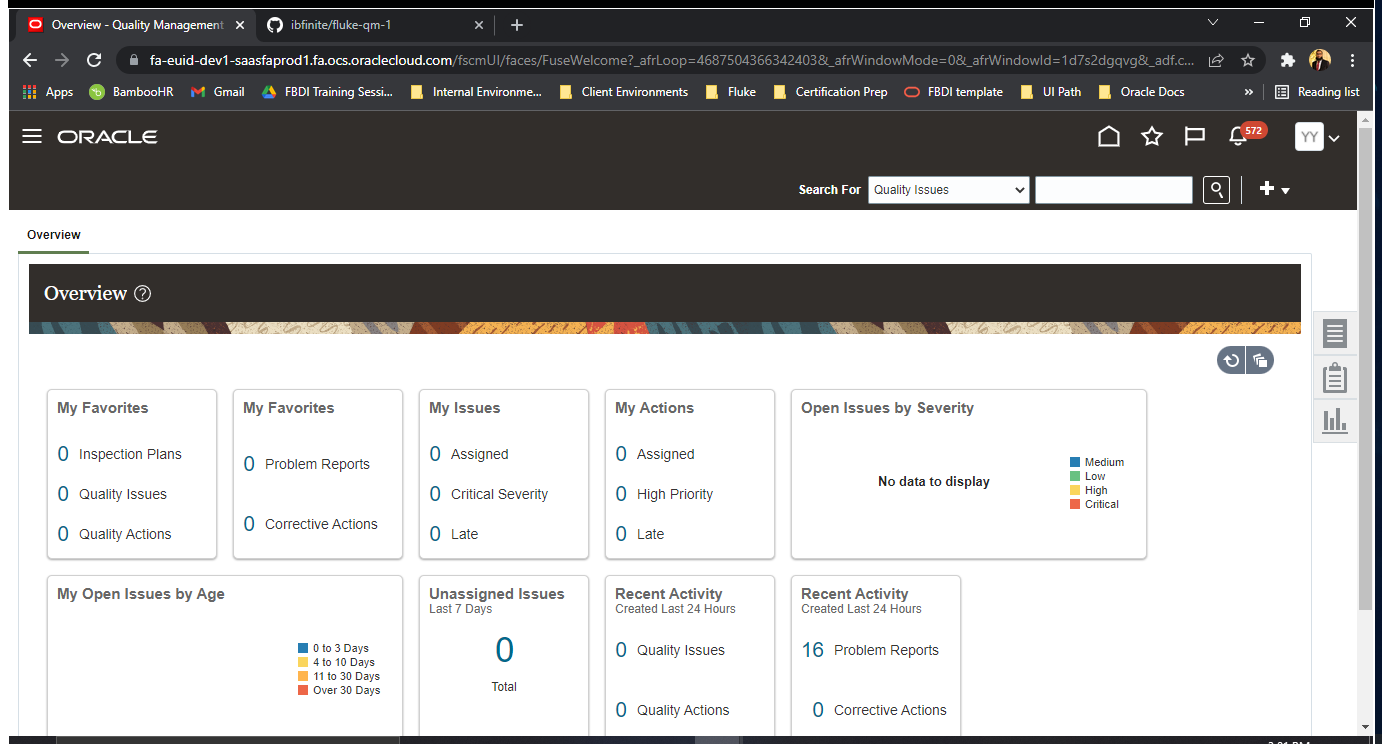 Overview - Quality Management
ibfinite/fluke-qm-1
fa-euid-dev1-saasfaprod1.fa.ocs.oraclecloud.com/fscmUI/faces/FuseWelcome?_afrLoop=4687504366342403&_afrWindowMode=0&_afrWindowId=1d7s2dgqvg&_adf.c...
Apps BambooHR Gmail FBDI Training Sessi... Internal Environme... Client Environments Fluke Certification Prep FBDI template UI Path Oracle Docs » Reading list
ORACLE
572
YY
Search For Quality Issues
Overview
Overview ?
My Favorites
0 Inspection Plans
0 Quality Issues
0 Quality Actions
My Favorites
0 Problem Reports
0 Corrective Actions
My Issues
0 Assigned
0 Critical Severity
0 Late
My Actions
0 Assigned
0 High Priority
0 Late
Open Issues by Severity
No data to display
Medium
Low
High
Critical
My Open Issues by Age
0 to 3 Days
4 to 10 Days
11 to 30 Days
Over 30 Days
Unassigned Issues
Last 7 Days
0
Total
Recent Activity
Created Last 24 Hours
0 Quality Issues
0 Quality Actions
Recent Activity
Created Last 24 Hours
16 Problem Reports
0 Corrective Actions